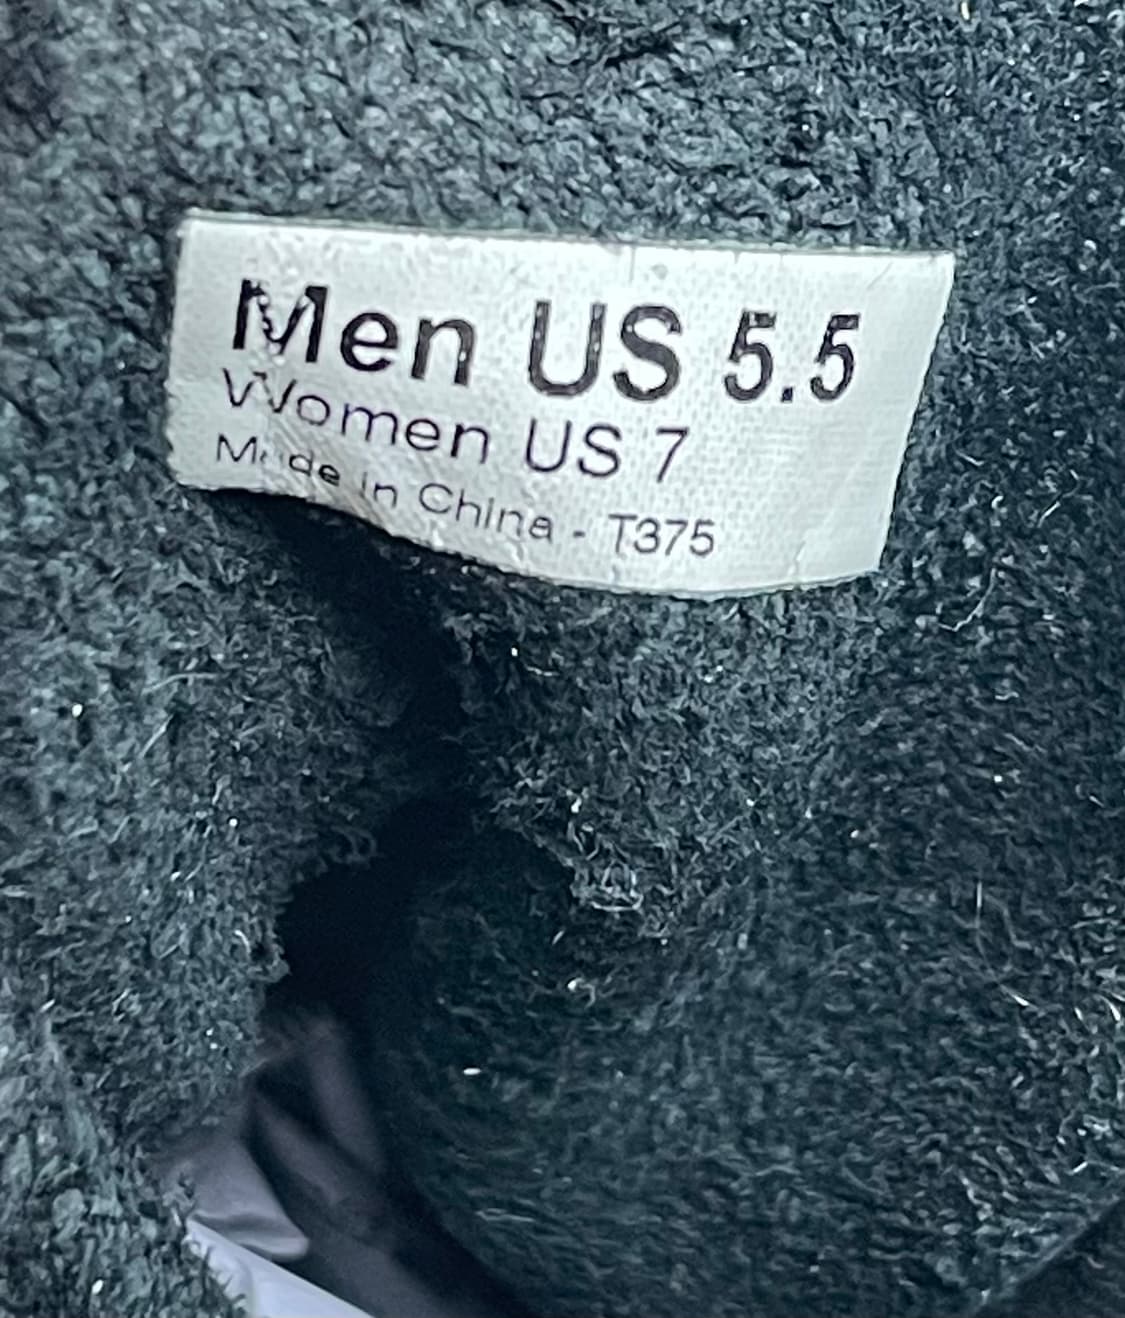 Men US 5.5
Women US 7
Made in China - T375